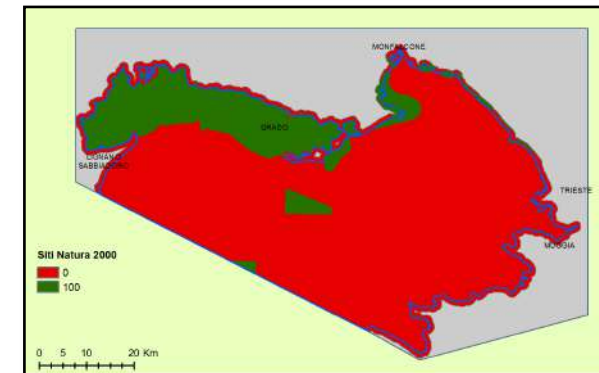 MONFALCONE
GRADO
LIGNANO
SABBIADORO
TRIESTE
MUGGIA
Siti Natura 2000
0
100
0 5 10 20 Km